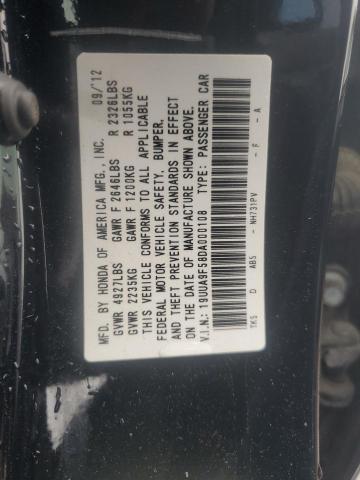 MFD. BY HONDA OF AMERICA MFG., INC. 09/'12
GVWR 4927LBS GAWR F 2646LBS R 2326LBS
GVWR 2235KG GAWR F 1200KG R 1055KG
THIS VEHICLE CONFORMS TO ALL APPLICABLE
FEDERAL MOTOR VEHICLE SAFETY, BUMPER,
AND THEFT PREVENTION STANDARDS IN EFFECT
ON THE DATE OF MANUFACTURE SHOWN ABOVE.
V.I.N.: 19UUA9F58DA000108 TYPE: PASSENGER CAR
TK5 D AB5 - NH731PV - F - A